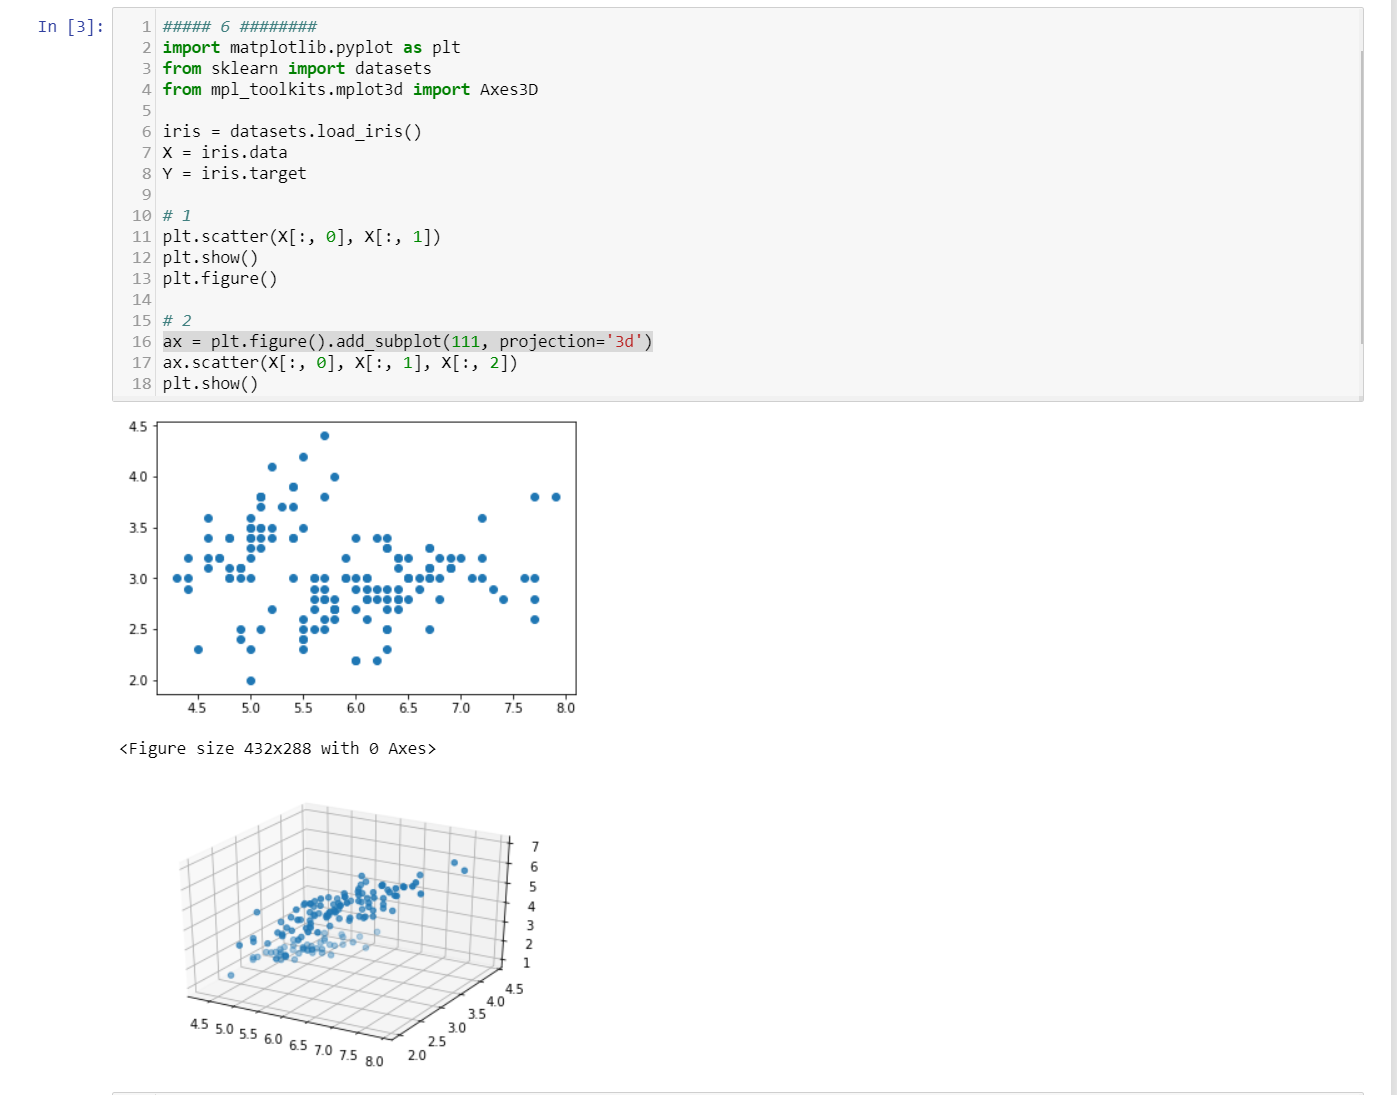 In [3]:
1 ##### 6 ########
2 import matplotlib.pyplot as plt
3 from sklearn import datasets
4 from mpl_toolkits.mplot3d import Axes3D
5
6 iris = datasets.load_iris()
7 X = iris.data
8 Y = iris.target
9
10 # 1
11 plt.scatter(X[:, 0], X[:, 1])
12 plt.show()
13 plt.figure()
14
15 # 2
16 ax = plt.figure().add_subplot(111, projection='3d')
17 ax.scatter(X[:, 0], X[:, 1], X[:, 2])
18 plt.show()
4.5
4.0
3.5
3.0
2.5
2.0
4.5 5.0 5.5 6.0 6.5 7.0 7.5 8.0
<Figure size 432x288 with 0 Axes>
7
6
5
4
3
2
1
4.5
4.0
3.5
3.0
2.5
2.0
4.5 5.0 5.5 6.0 6.5 7.0 7.5 8.0